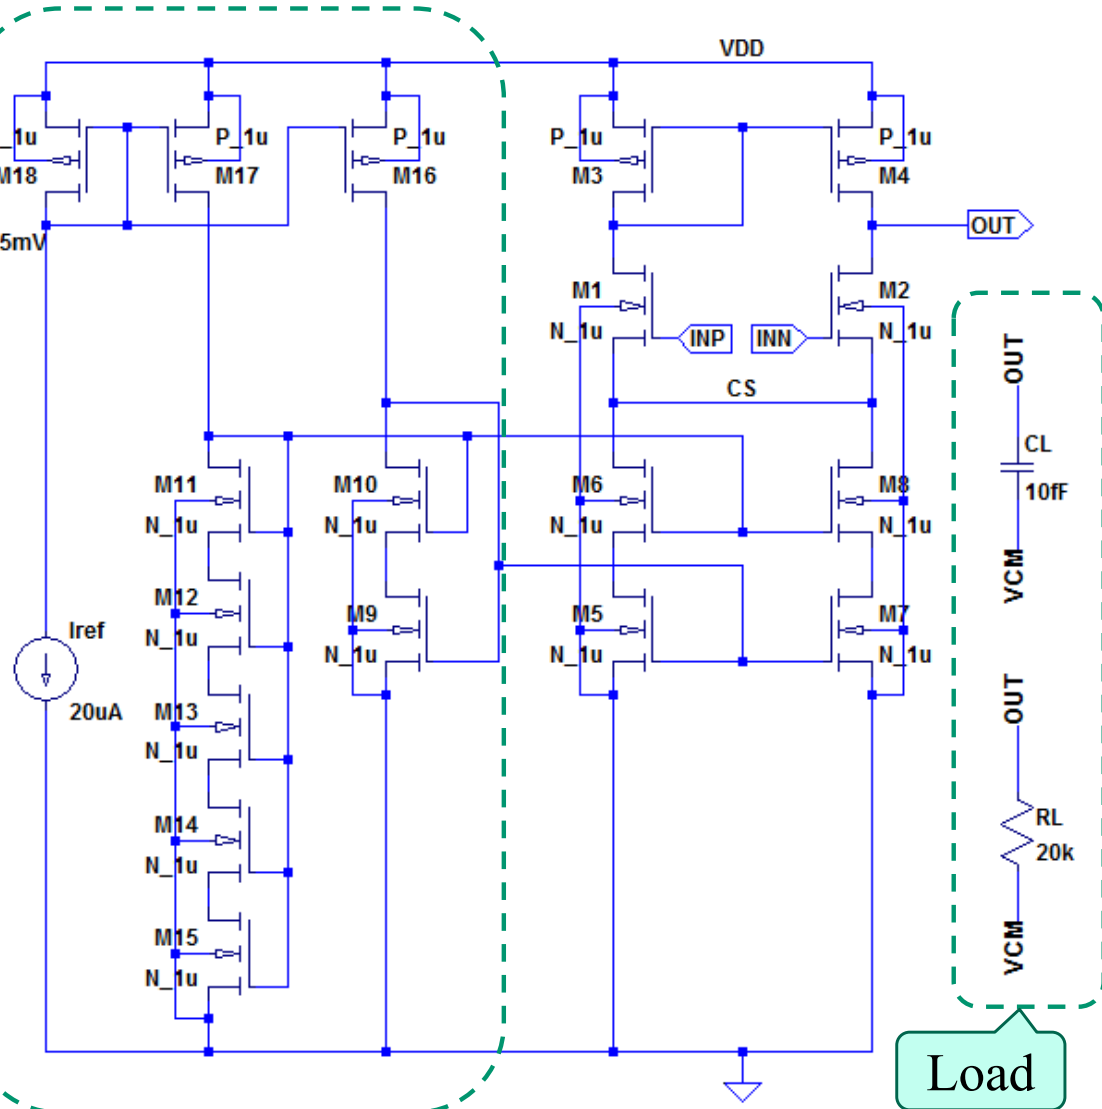 VDD
_1u
M18
P_1u
M17
P_1u
M16
P_1u
M3
P_1u
M4
5mV
OUT
M1
N_1u
INP
INN
M2
N_1u
CS
M11
N_1u
M10
N_1u
M6
N_1u
M8
N_1u
M12
N_1u
M9
N_1u
M5
N_1u
M7
N_1u
Iref
20uA
M13
N_1u
M14
N_1u
M15
N_1u
OUT
CL
10fF
VCM
OUT
RL
20k
VCM
Load